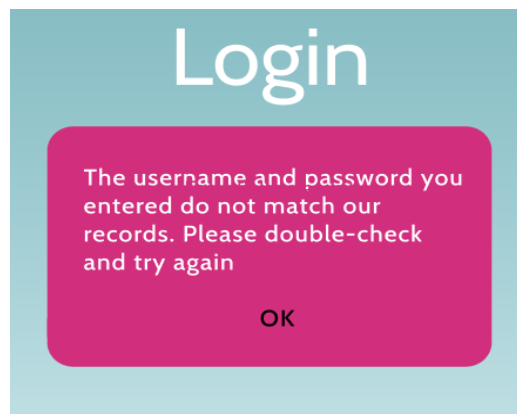 Login
The username and password you
entered do not match our
records. Please double-check
and try again
OK